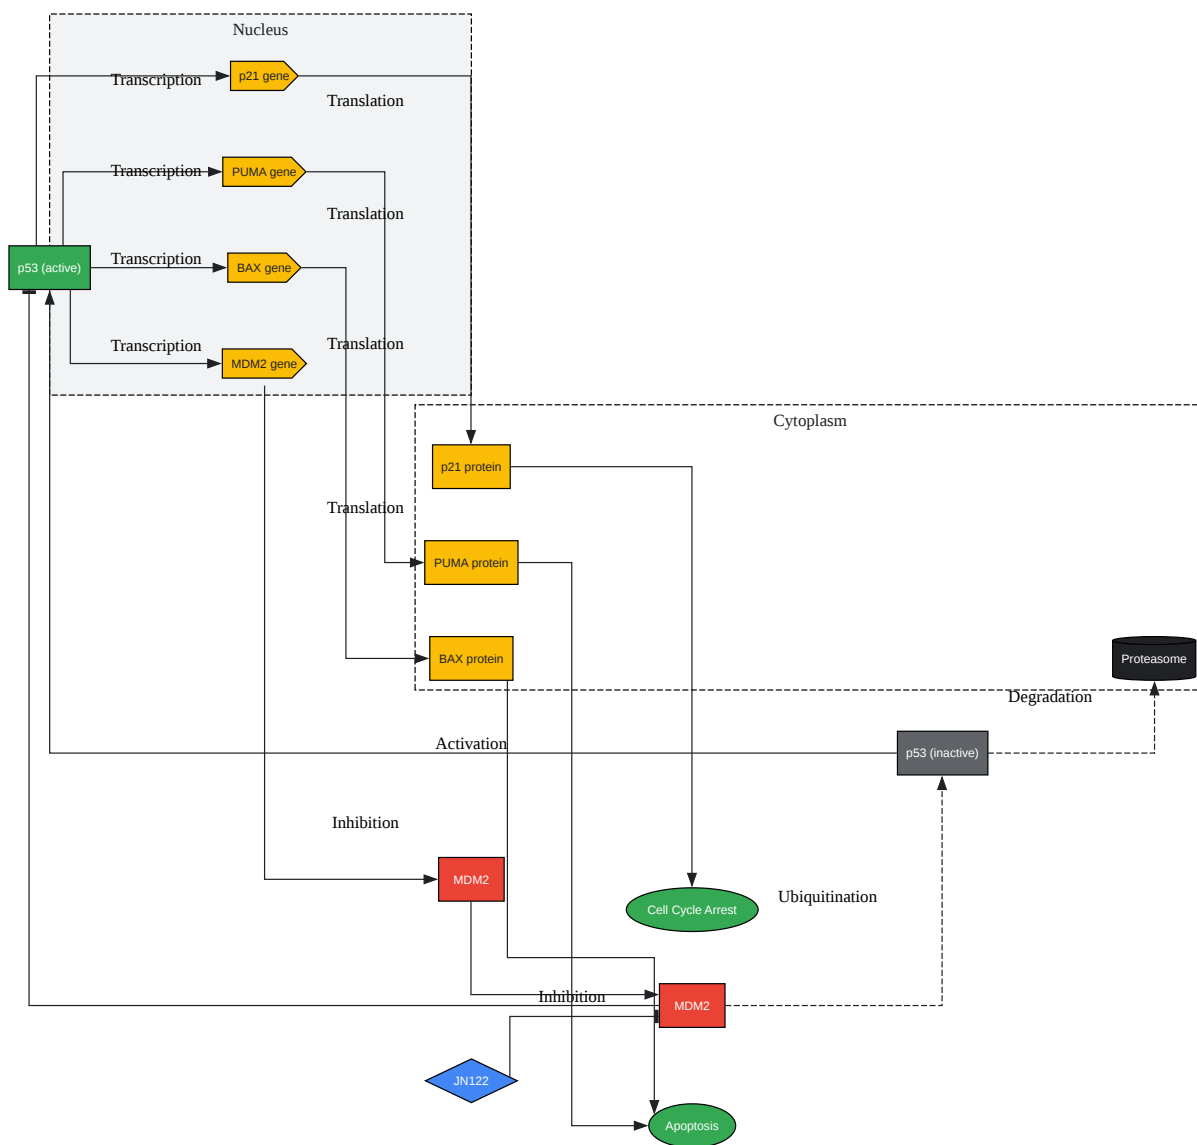 Nucleus
Transcription
p21 gene
Translation
Transcription
PUMA gene
Translation
Transcription
p53 (active)
BAX gene
Transcription
Translation
MDM2 gene
Cytoplasm
p21 protein
Translation
PUMA protein
BAX protein
Proteasome
Degradation
Activation
p53 (inactive)
Inhibition
MDM2
Ubiquitination
Cell Cycle Arrest
Inhibition
MDM2
JN122
Apoptosis